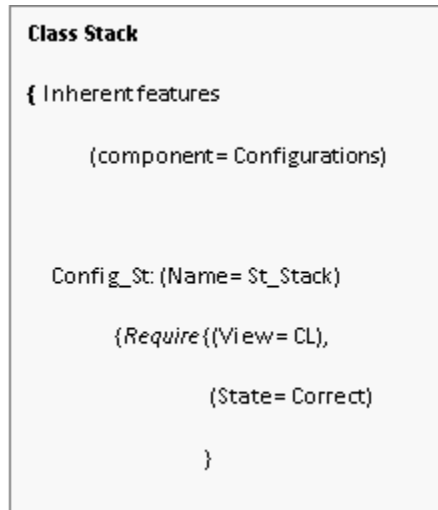 Class Stack
{ Inherent features
(component= Configurations)
Config_St: (Name= St_Stack)
{Require{(View= CL),
(State= Correct)
}